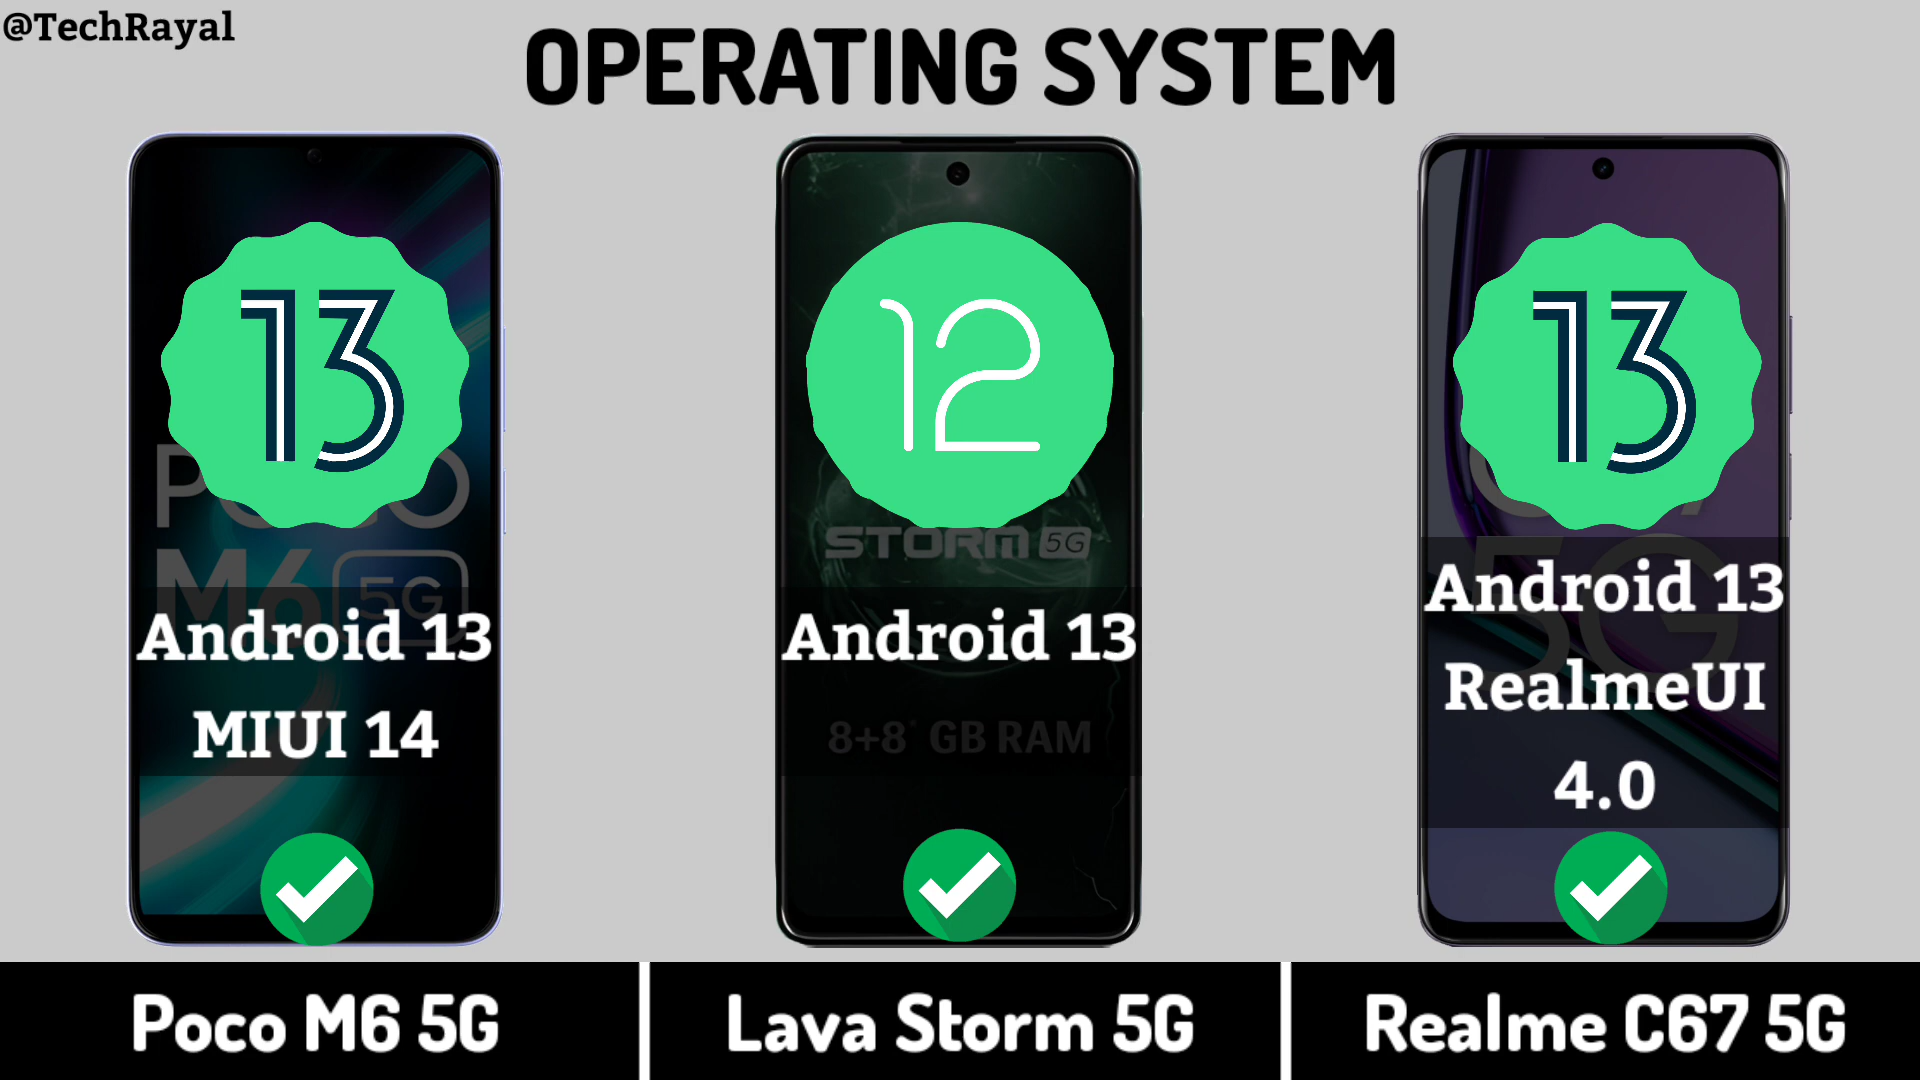 @TechRayal
OPERATING SYSTEM
13
POCO
M6 5G
Android 13
MIUI 14
12
STORM 5G
Android 13
8+8* GB RAM
13
5G
Android 13
RealmeUI
4.0
Poco M6 5G
Lava Storm 5G
Realme C67 5G